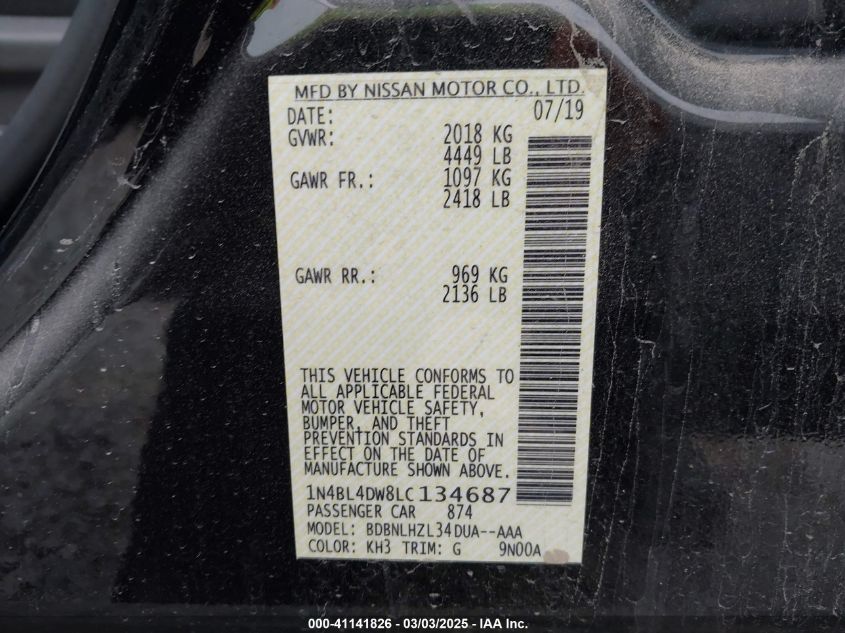 MFD BY NISSAN MOTOR CO., LTD.
DATE: 07/19
GVWR: 2018 KG
4449 LB
GAWR FR.: 1097 KG
2418 LB
GAWR RR.: 969 KG
2136 LB
THIS VEHICLE CONFORMS TO
ALL APPLICABLE FEDERAL
MOTOR VEHICLE SAFETY,
BUMPER, AND THEFT
PREVENTION STANDARDS IN
EFFECT ON THE DATE OF
MANUFACTURE SHOWN ABOVE.
1N4BL4DW8LC134687
PASSENGER CAR 874
MODEL: BDBNLHZL34DUA--AAA
COLOR: KH3 TRIM: G 9N00A
000-41141826 - 03/03/2025 - IAA Inc.